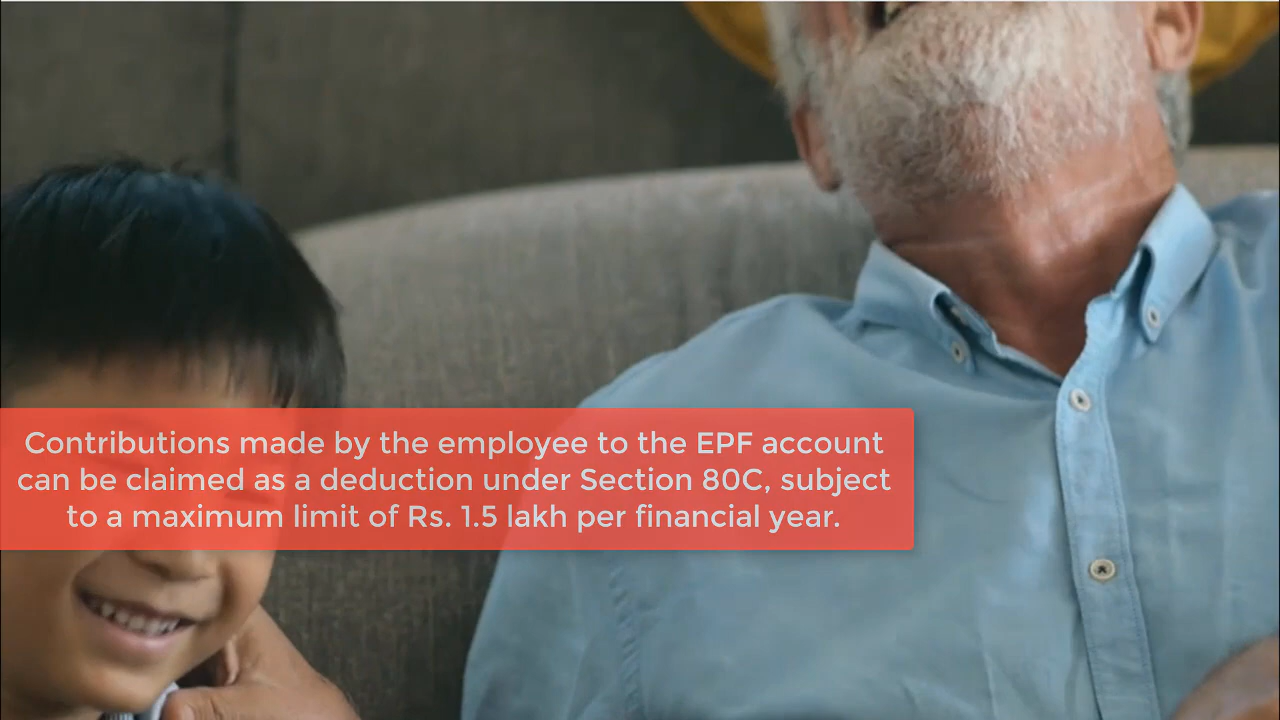 Contributions made by the employee to the EPF account
can be claimed as a deduction under Section 80C, subject
to a maximum limit of Rs. 1.5 lakh per financial year.